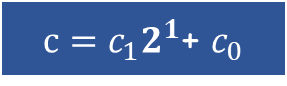 c = c₁2¹+ c₀